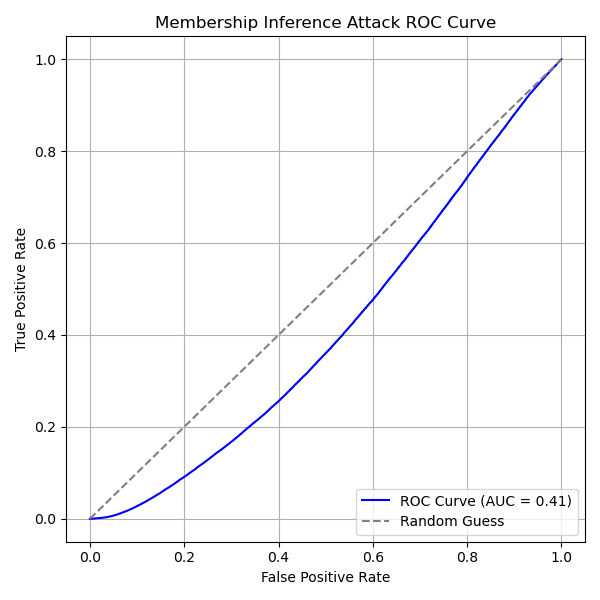 Membership Inference Attack ROC Curve
1.0
0.8
0.6
0.4
0.2
0.0
True Positive Rate
0.0 0.2 0.4 0.6 0.8 1.0
False Positive Rate
ROC Curve (AUC = 0.41)
Random Guess